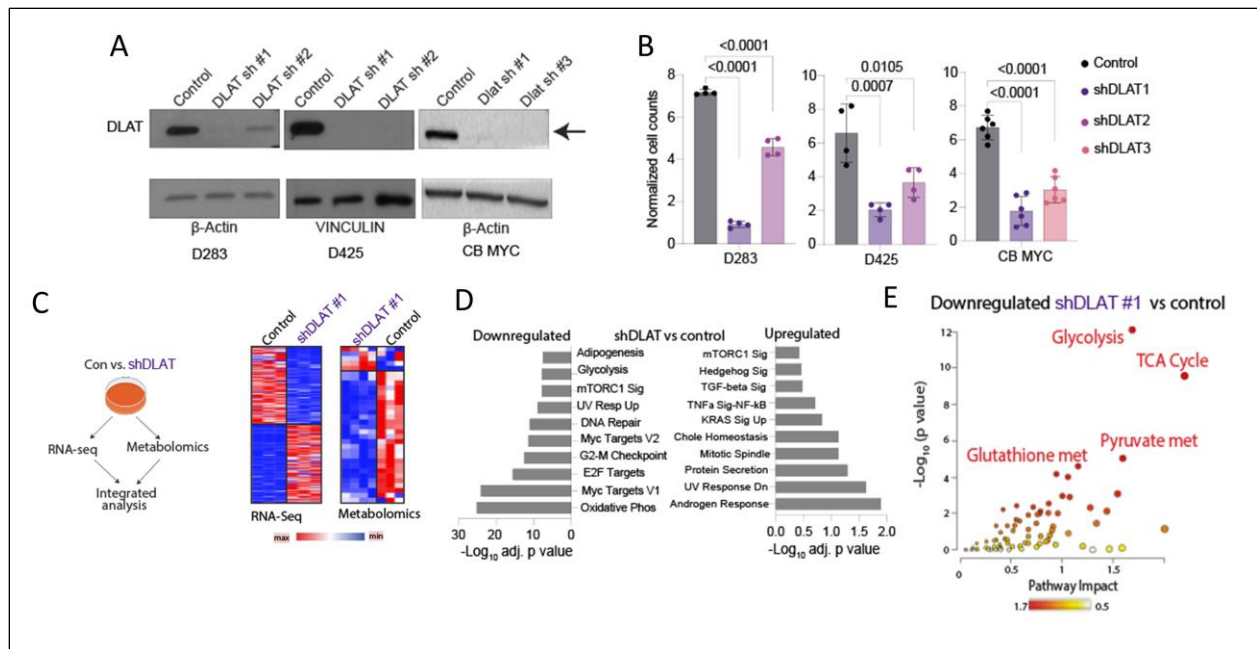 A
Control
DLAT sh #1
DLAT sh #2
Control
DLAT sh #1
DLAT sh #2
Control
Dlat sh #1
Dlat sh #3
DLAT
β-Actin
VINCULIN
β-Actin
D283
D425
CB MYC
B
Normalized cell counts
<0.0001
<0.0001
8
6
4
2
0
D283
0.0105
0.0007
10
8
6
4
2
0
D425
<0.0001
<0.0001
10
8
6
4
2
0
CB MYC
Control
shDLAT1
shDLAT2
shDLAT3
C
Con vs. shDLAT
RNA-seq
Metabolomics
Integrated
analysis
Control
shDLAT #1
shDLAT #1
Control
RNA-Seq
Metabolomics
max
min
D
Downregulated
shDLAT vs control
Upregulated
Adipogenesis
Glycolysis
mTORC1 Sig
UV Resp Up
DNA Repair
Myc Targets V2
G2-M Checkpoint
E2F Targets
Myc Targets V1
Oxidative Phos
30 20 10 0
-Log10 adj. p value
mTORC1 Sig
Hedgehog Sig
TGF-beta Sig
TNFa Sig-NF-kB
KRAS Sig Up
Chole Homeostasis
Mitotic Spindle
Protein Secretion
UV Response Dn
Androgen Response
0.0 0.5 1.0 1.5 2.0
-Log10 adj. p value
E
Downregulated shDLAT #1 vs control
Glycolysis
TCA Cycle
Pyruvate met
Glutathione met
-Log10 (p value)
12
10
8
6
4
2
0
0 0.5 1 1.5
Pathway Impact
1.7
0.5